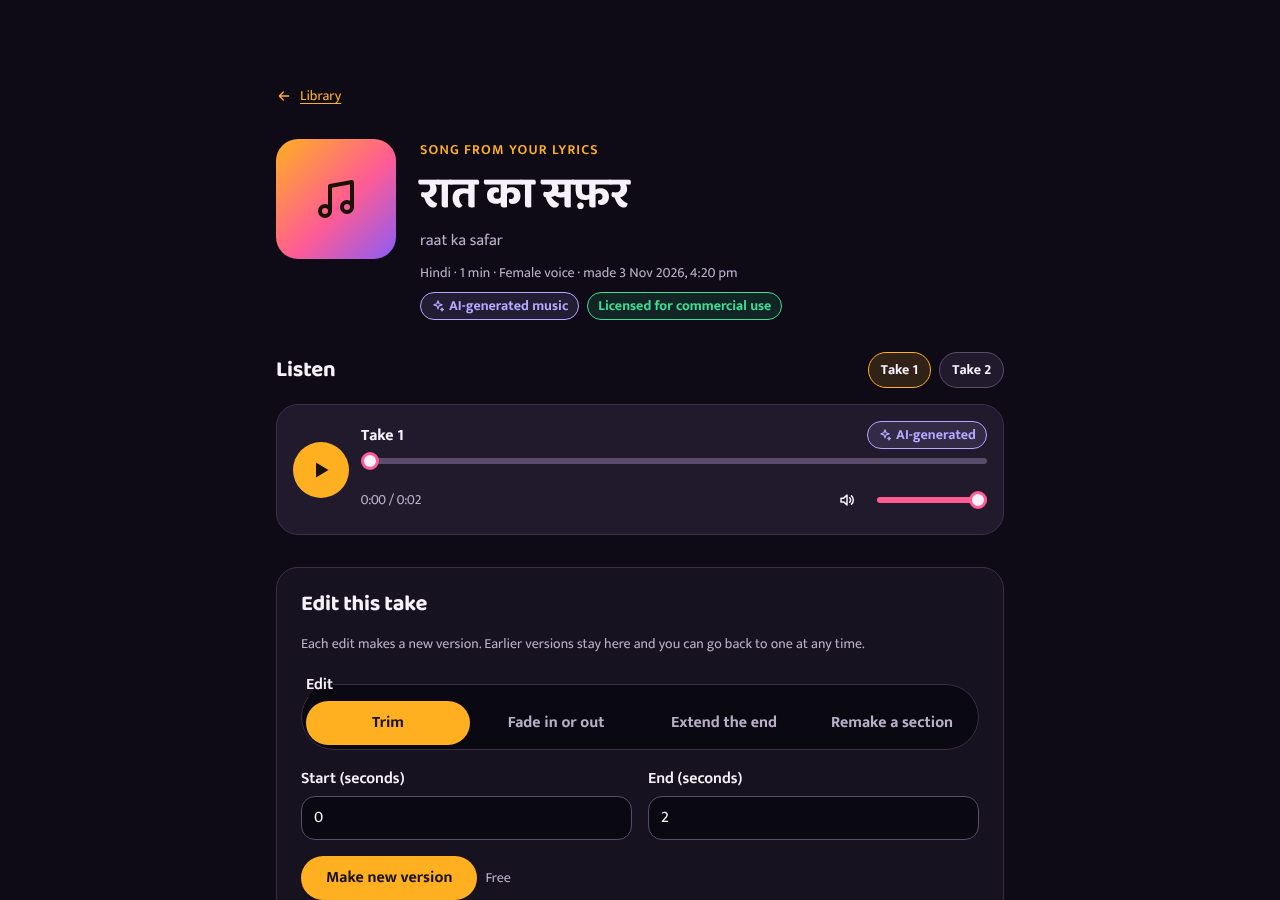 Library
SONG FROM YOUR LYRICS
रात का सफ़र
raat ka safar
Hindi · 1 min · Female voice · made 3 Nov 2026, 4:20 pm
AI-generated music Licensed for commercial use
Listen Take 1 Take 2
Take 1 AI-generated
0:00 / 0:02
Edit this take
Each edit makes a new version. Earlier versions stay here and you can go back to one at any time.
Edit
Trim Fade in or out Extend the end Remake a section
Start (seconds) End (seconds)
0 2
Make new version Free